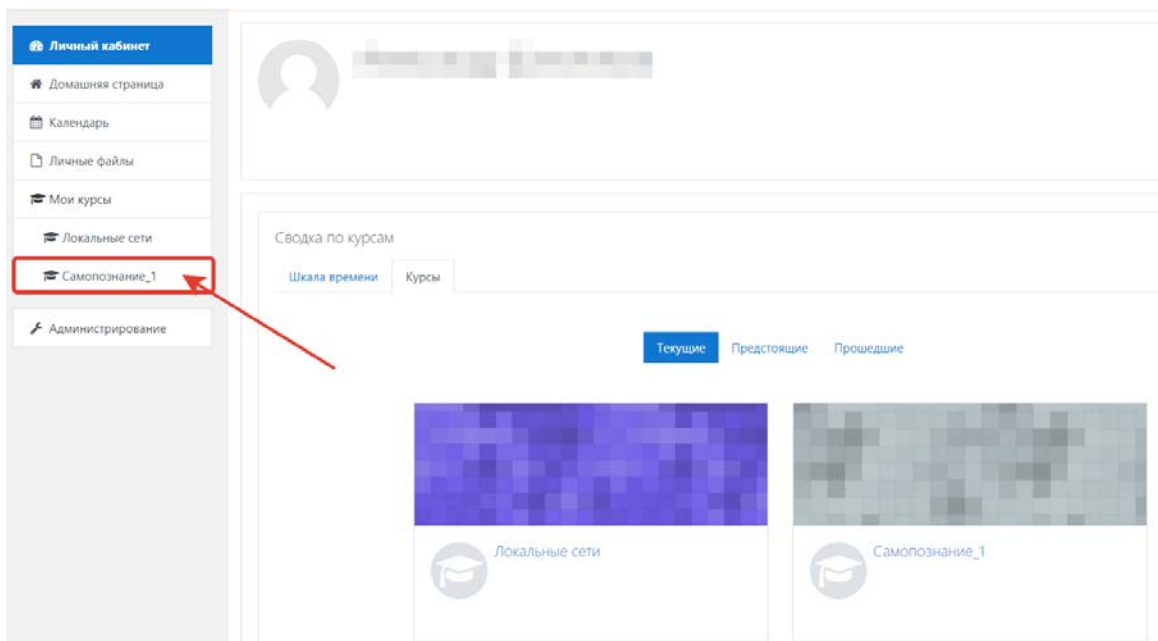 Личный кабинет
Домашняя страница
Календарь
Личные файлы
Мои курсы
Локальные сети
Самопознание_1
Администрирование
Сводка по курсам
Шкала времени Курсы
Текущие Предстоящие Прошедшие
Локальные сети Самопознание_1